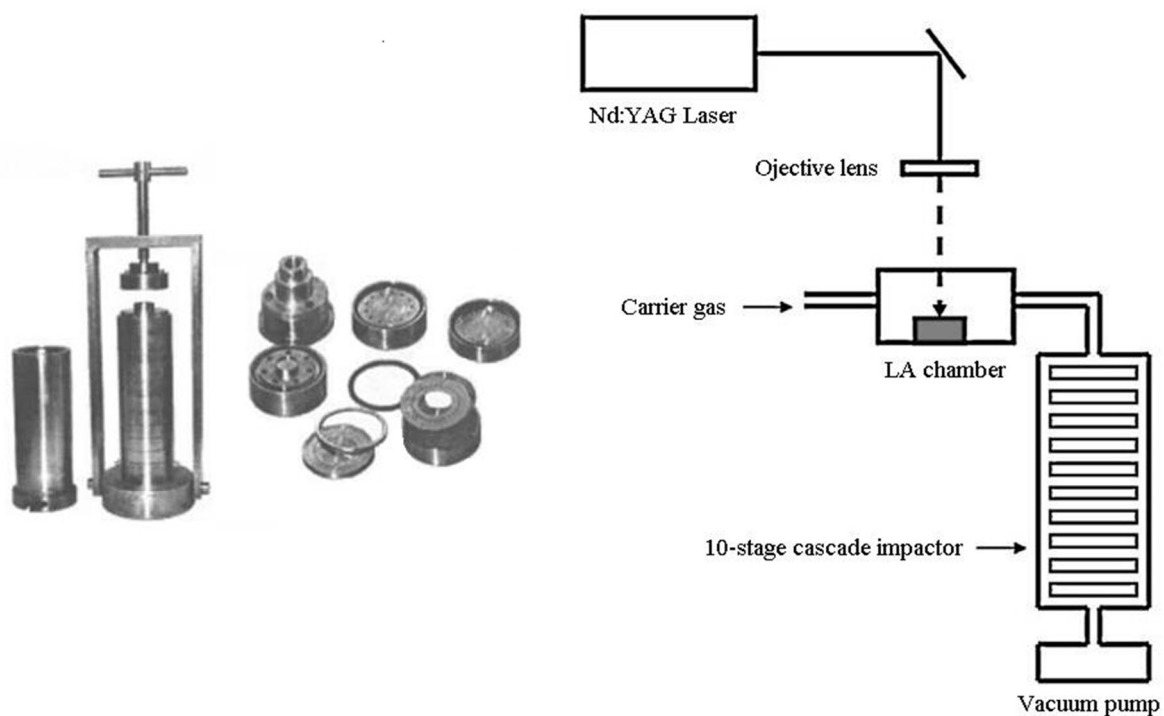 Nd:YAG Laser
Ojective lens
Carrier gas
LA chamber
10-stage cascade impactor
Vacuum pump